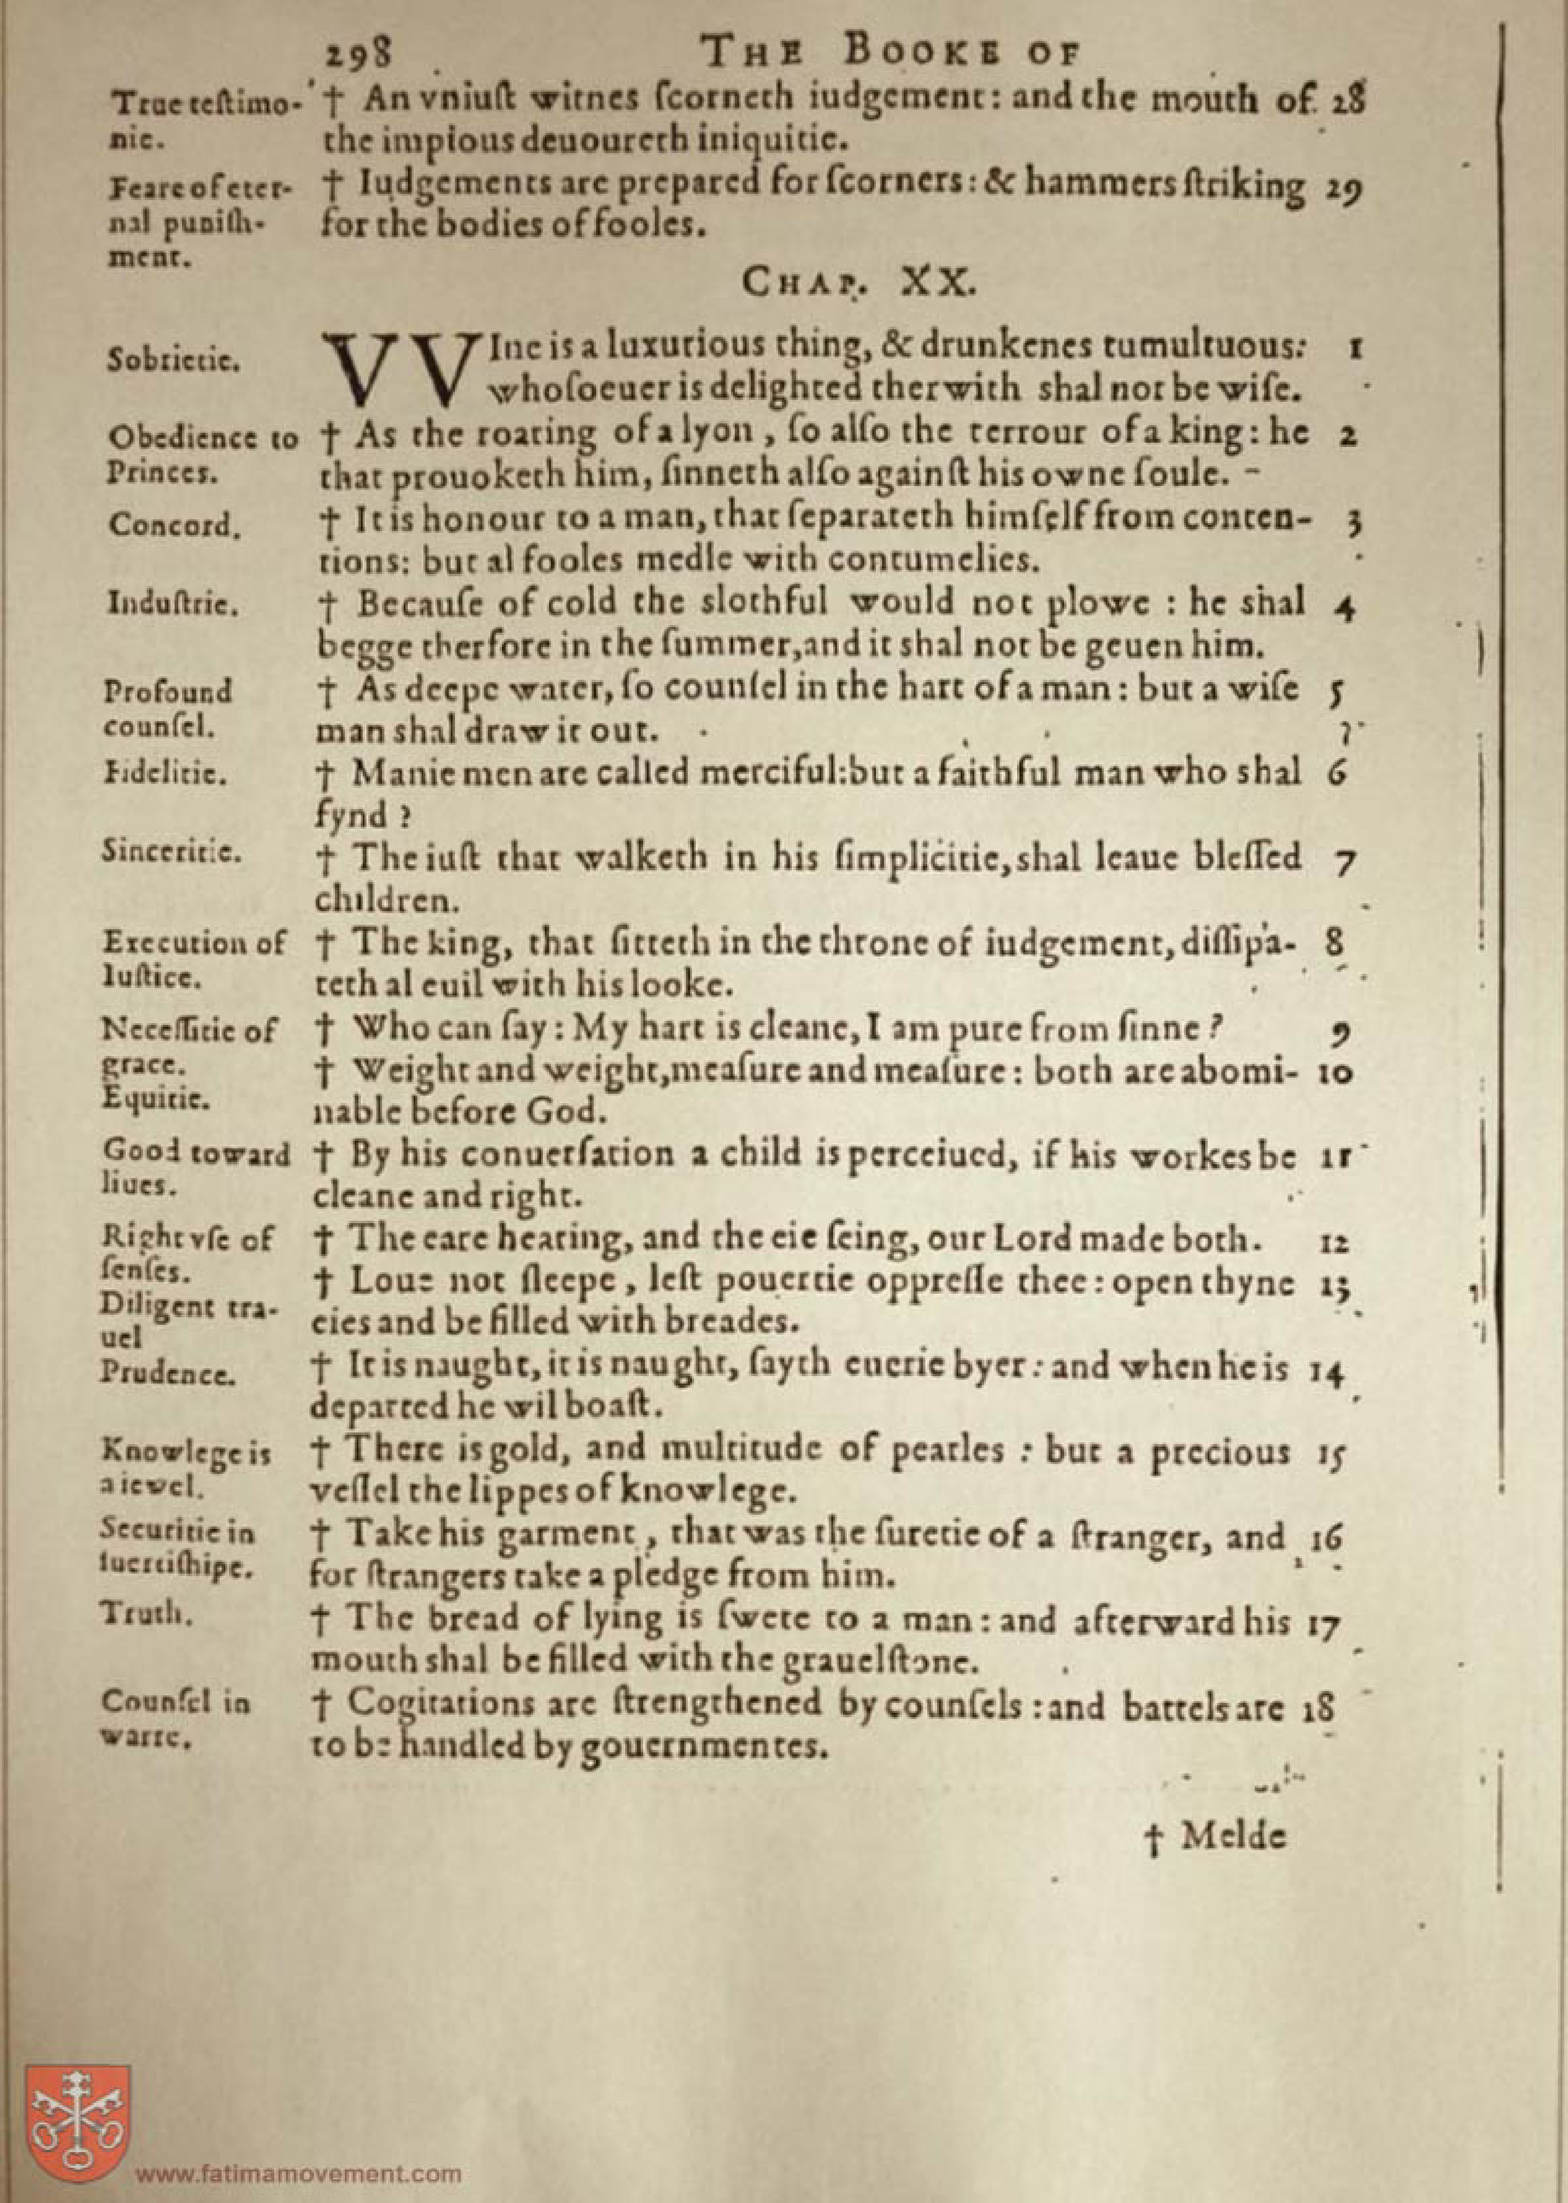 298 THE BOOKE OF
True teſtimo-
nie.
† An vniuſt witnes ſcorneth iudgement: and the mouth of 28
the impious deuoureth iniquitie.
Feare of eter-
nal puniſh-
ment.
† Iudgements are prepared for ſcorners: & hammers ſtriking 29
for the bodies of fooles.
CHAP. XX.
Sobrietie.
VVIne is a luxurious thing, & drunkenes tumultuous: 1
whoſoeuer is delighted therwith shal not be wiſe.
Obedience to
Princes.
† As the roaring of a lyon, ſo alſo the terrour of a king: he 2
that prouoketh him, ſinneth alſo againſt his owne ſoule.
Concord.
† It is honour to a man, that ſeparateth himſelf from conten- 3
tions: but al fooles medle with contumelies.
Induſtrie.
† Becauſe of cold the slothful would not plowe : he shal 4
begge therfore in the ſummer, and it shal not be geuen him.
Profound
counſel.
† As deepe water, ſo counſel in the hart of a man: but a wiſe 5
man shal draw it out.
Fidelitie.
† Manie men are called merciful: but a faithful man who shal 6
fynd ?
Sinceritie.
† The iuſt that walketh in his ſimplicitie, shal leaue bleſſed 7
children.
Execution of
Iuſtice.
† The king, that ſitteth in the throne of iudgement, diſſipa- 8
teth al euil with his looke.
Neceſſitie of
grace.
† Who can ſay: My hart is cleane, I am pure from ſinne ? 9
Equitie.
† Weight and weight, meaſure and meaſure: both are abomi- 10
nable before God.
Good toward
liues.
† By his conuerſation a child is perceiued, if his workes be 11
cleane and right.
Right vſe of
ſenſes.
† The eare hearing, and the eie ſeing, our Lord made both. 12
Diligent tra-
uel
† Loue not ſleepe, leſt pouertie oppreſſe thee: open thyne 13
eies and be filled with breades.
Prudence.
† It is naught, it is naught, ſayth euerie byer: and when he is 14
departed he wil boaſt.
Knowlege is
a iewel.
† There is gold, and multitude of pearles : but a precious 15
veſſel the lippes of knowlege.
Securitie in
ſuertiſhipe.
† Take his garment, that was the ſuretie of a ſtranger, and 16
for ſtrangers take a pledge from him.
Truth.
† The bread of lying is ſwete to a man: and afterward his 17
mouth shal be filled with the grauelſtone.
Counſel in
warre.
† Cogitations are ſtrengthened by counſels: and battels are 18
to be handled by gouernmentes.
† Melde
www.fatimamovement.com